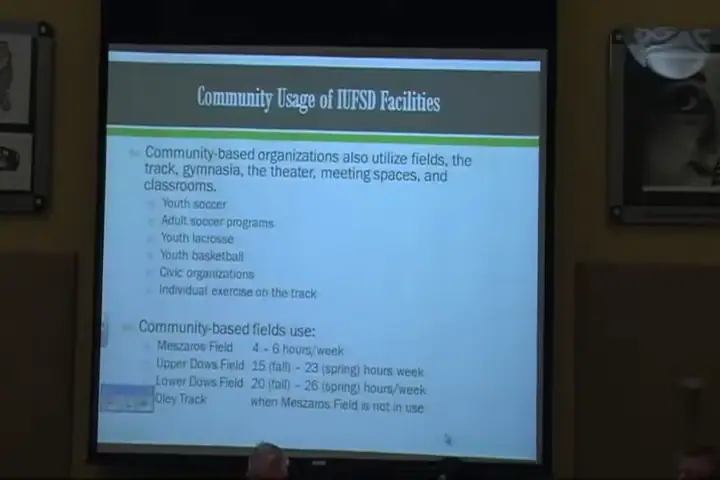 Community Usage of IUFSD Facilities
Community-based organizations also utilize fields, the
track, gymnasia, the theater, meeting spaces, and
classrooms.
Youth soccer
Adult soccer programs
Youth lacrosse
Youth basketball
Civic organizations
Individual exercise on the track
Community-based fields use:
Meszaros Field 4 - 6 hours/week
Upper Dows Field 15 (fall) – 23 (spring) hours week
Lower Dows Field 20 (fall) – 26 (spring) hours/week
Oley Track when Meszaros Field is not in use